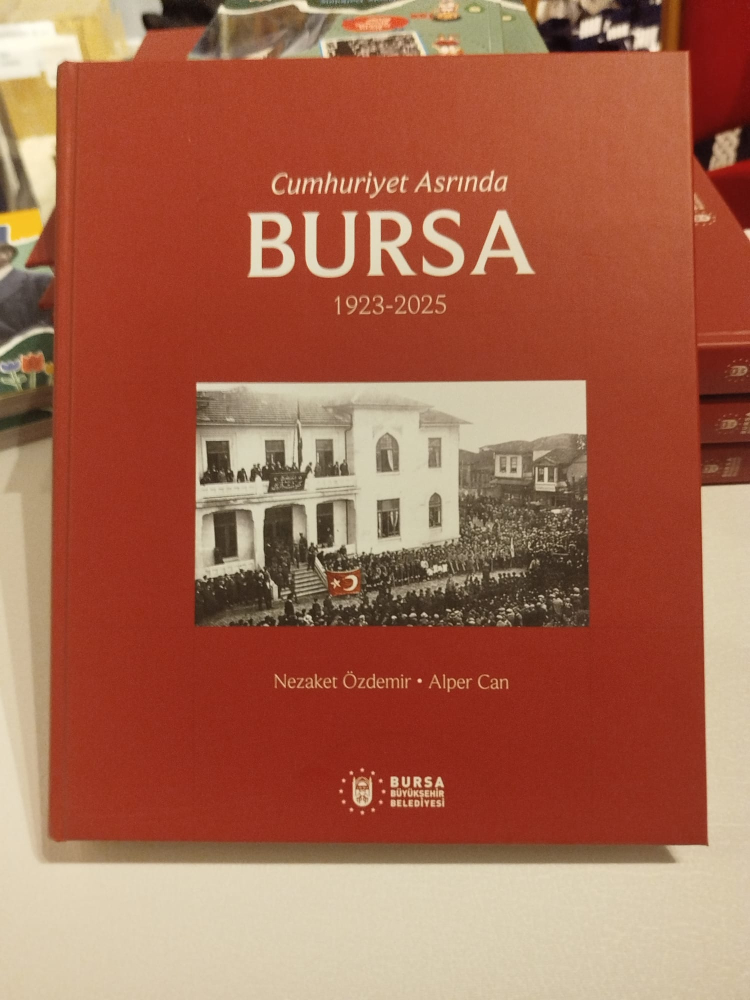 Cumhuriyet Asrında
BURSA
1923-2025
Nezaket Özdemir • Alper Can
BURSA
BÜYÜKŞEHİR
BELEDİYESİ